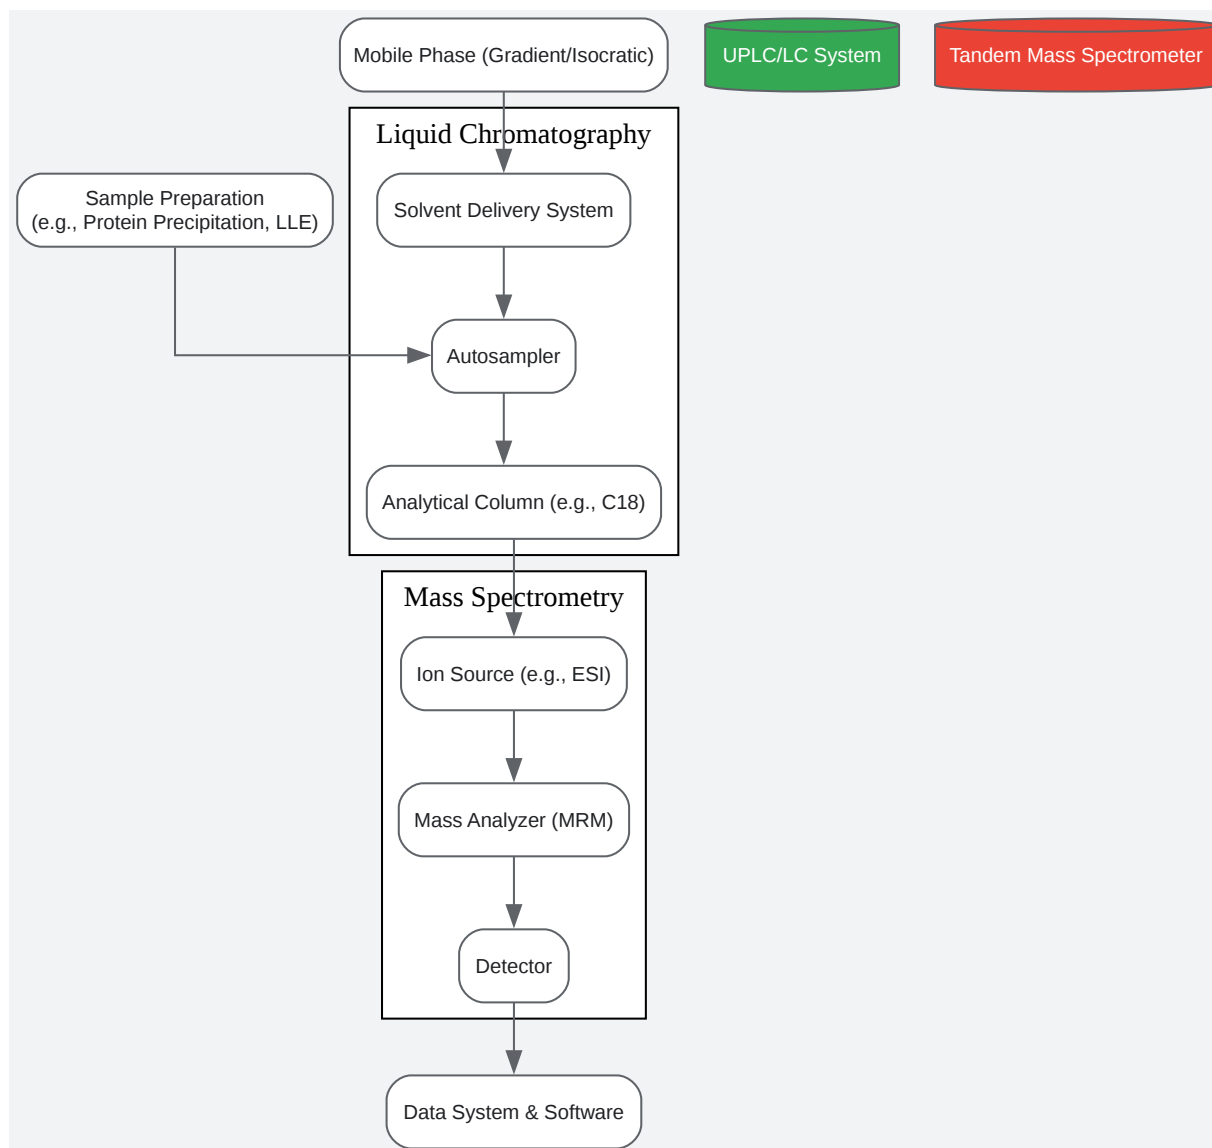 Mobile Phase (Gradient/Isocratic)
UPLC/LC System
Tandem Mass Spectrometer
Liquid Chromatography
Sample Preparation
(e.g., Protein Precipitation, LLE)
Solvent Delivery System
Autosampler
Analytical Column (e.g., C18)
Mass Spectrometry
Ion Source (e.g., ESI)
Mass Analyzer (MRM)
Detector
Data System & Software